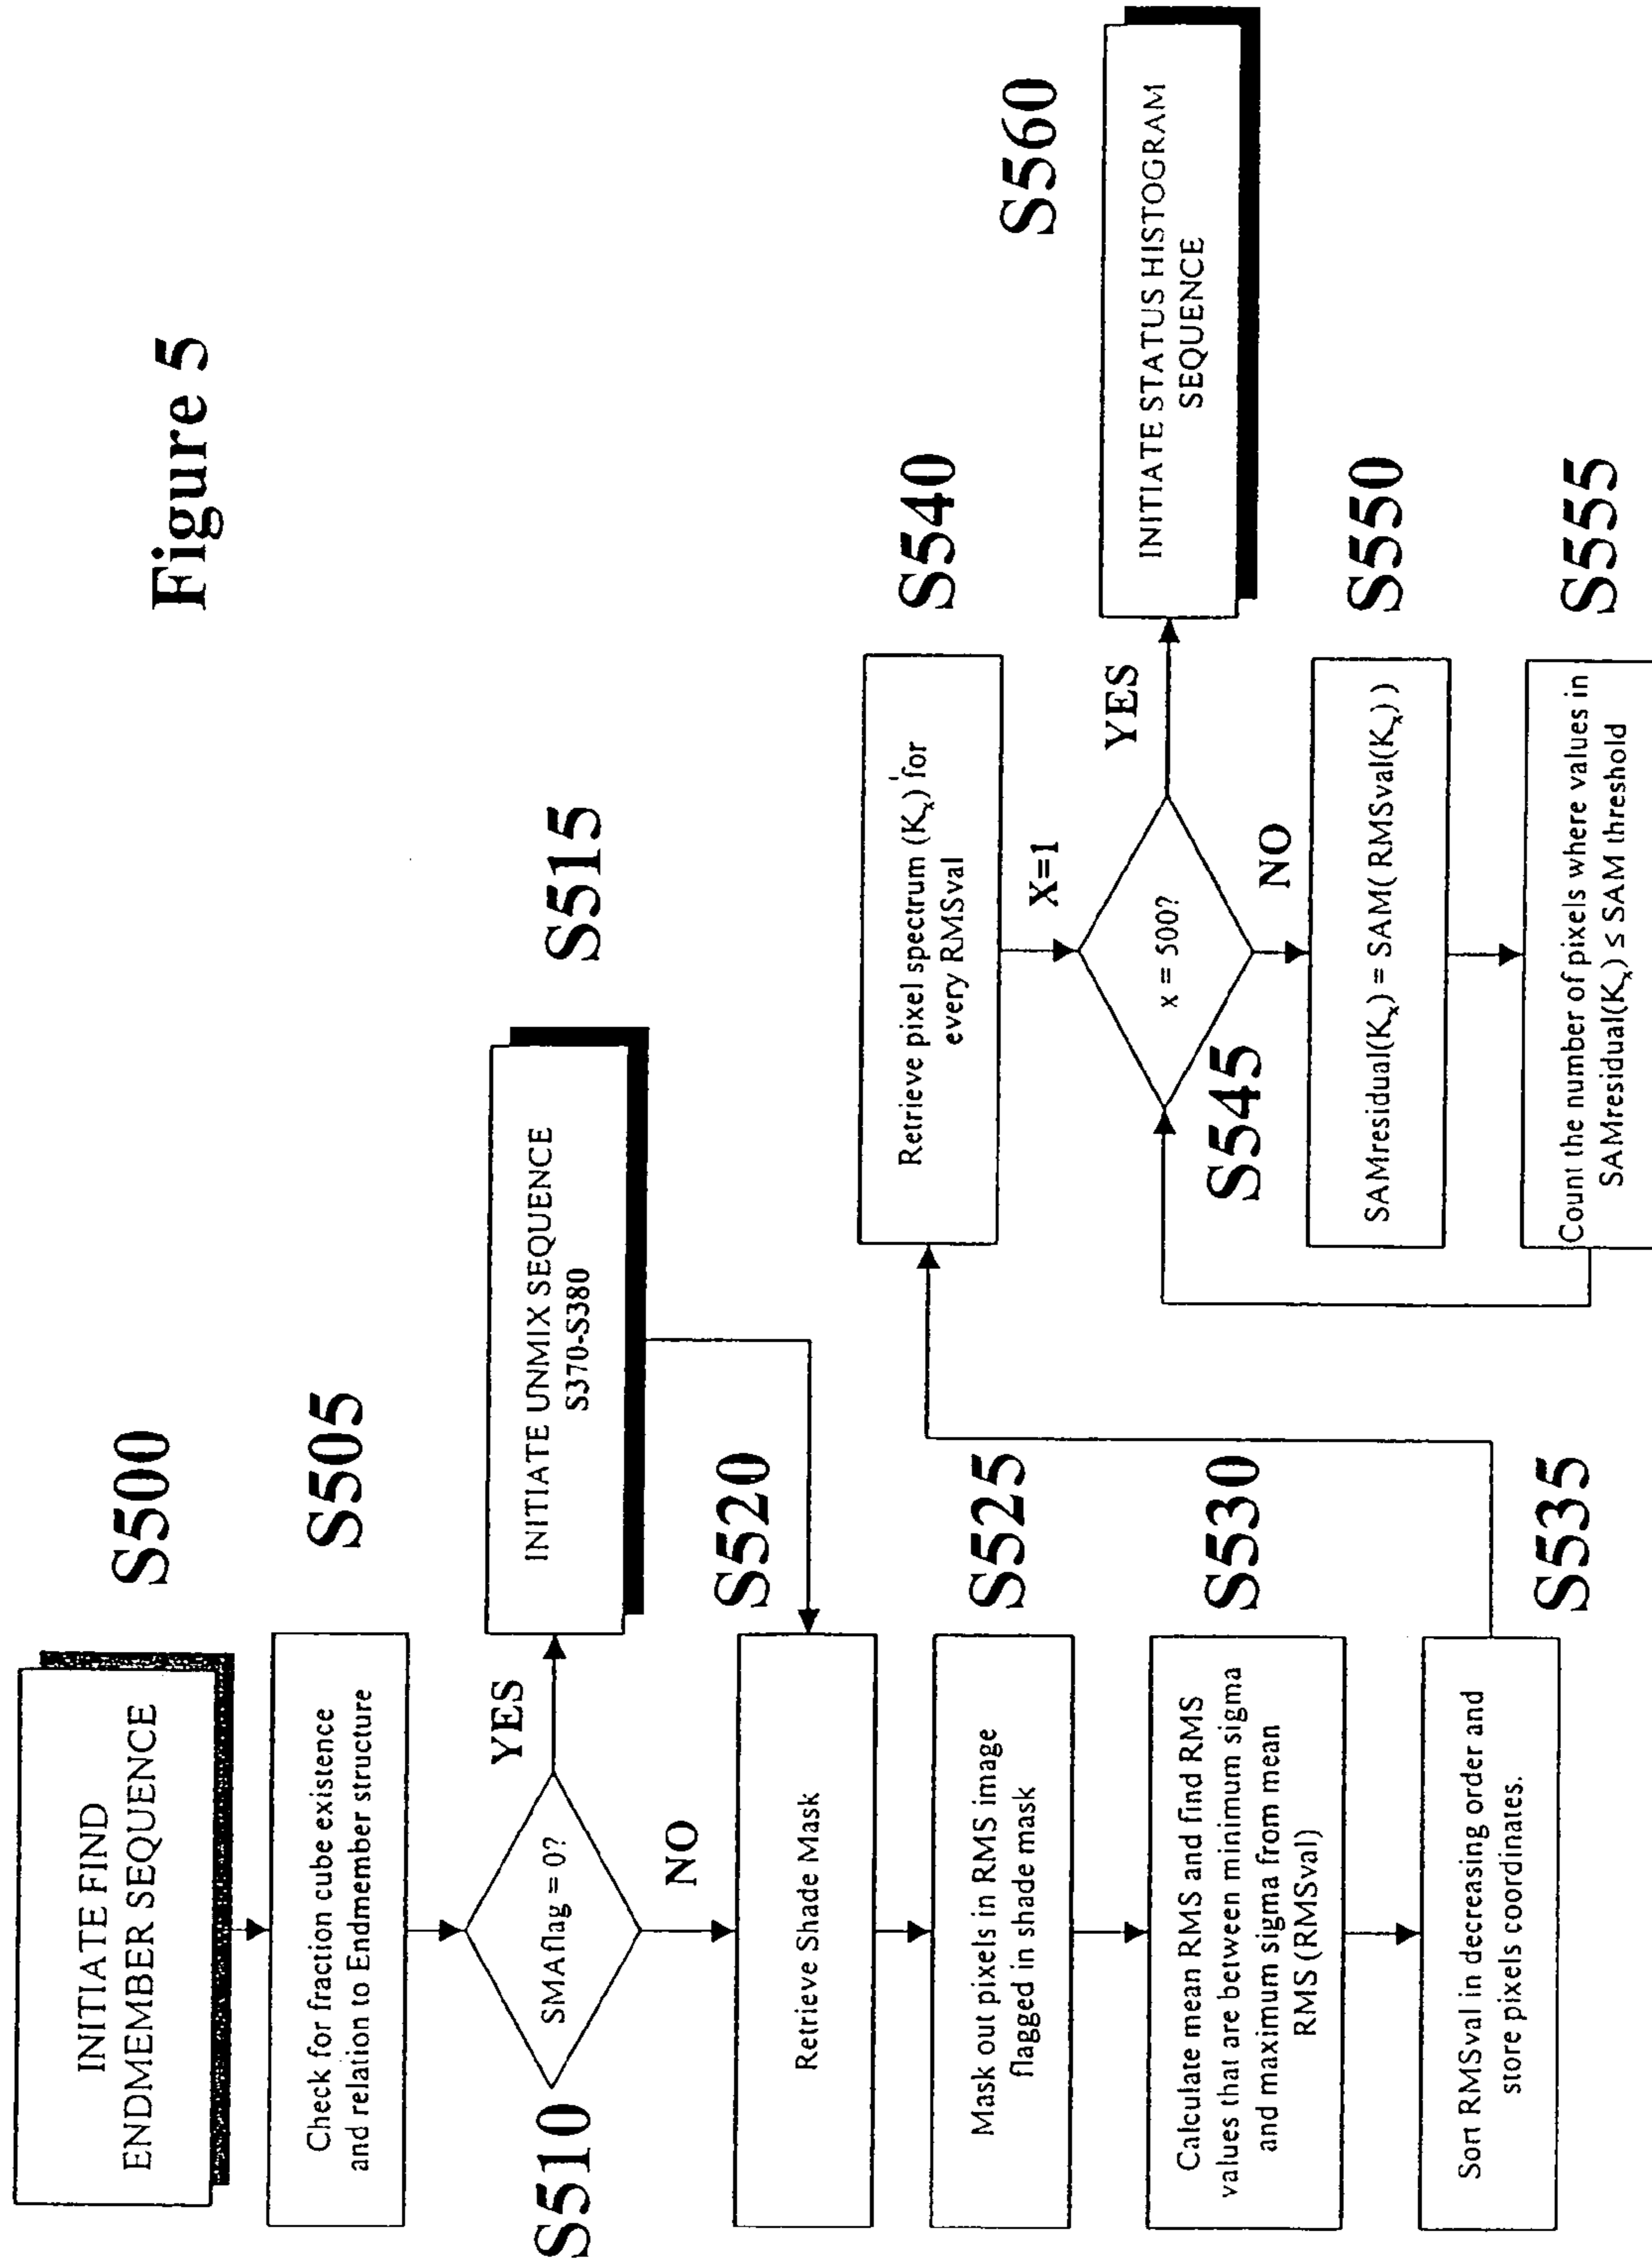 Figure 5
INITIATE FIND
ENDMEMBER SEQUENCE
S500
Check for fraction cube existence
and relation to Endmember structure
S505
SMAflag = 0?
S510
YES
NO
INITIATE UNMIX SEQUENCE
S370-S380
S515
Retrieve Shade Mask
S520
Mask out pixels in RMS image
flagged in shade mask
S525
Calculate mean RMS and find RMS
values that are between minimum sigma
and maximum sigma from mean
RMS (RMSval)
S530
Sort RMSval in decreasing order and
store pixels coordinates.
S535
Retrieve pixel spectrum (Kₓ)' for
every RMSval
S540
X=1
x = 500?
S545
YES
NO
INITIATE STATUS HISTOGRAM
SEQUENCE
S560
SAMresidual(Kₓ) = SAM( RMSval(Kₓ) )
S550
Count the number of pixels where values in
SAMresidual(Kₓ) ≤ SAM threshold
S555